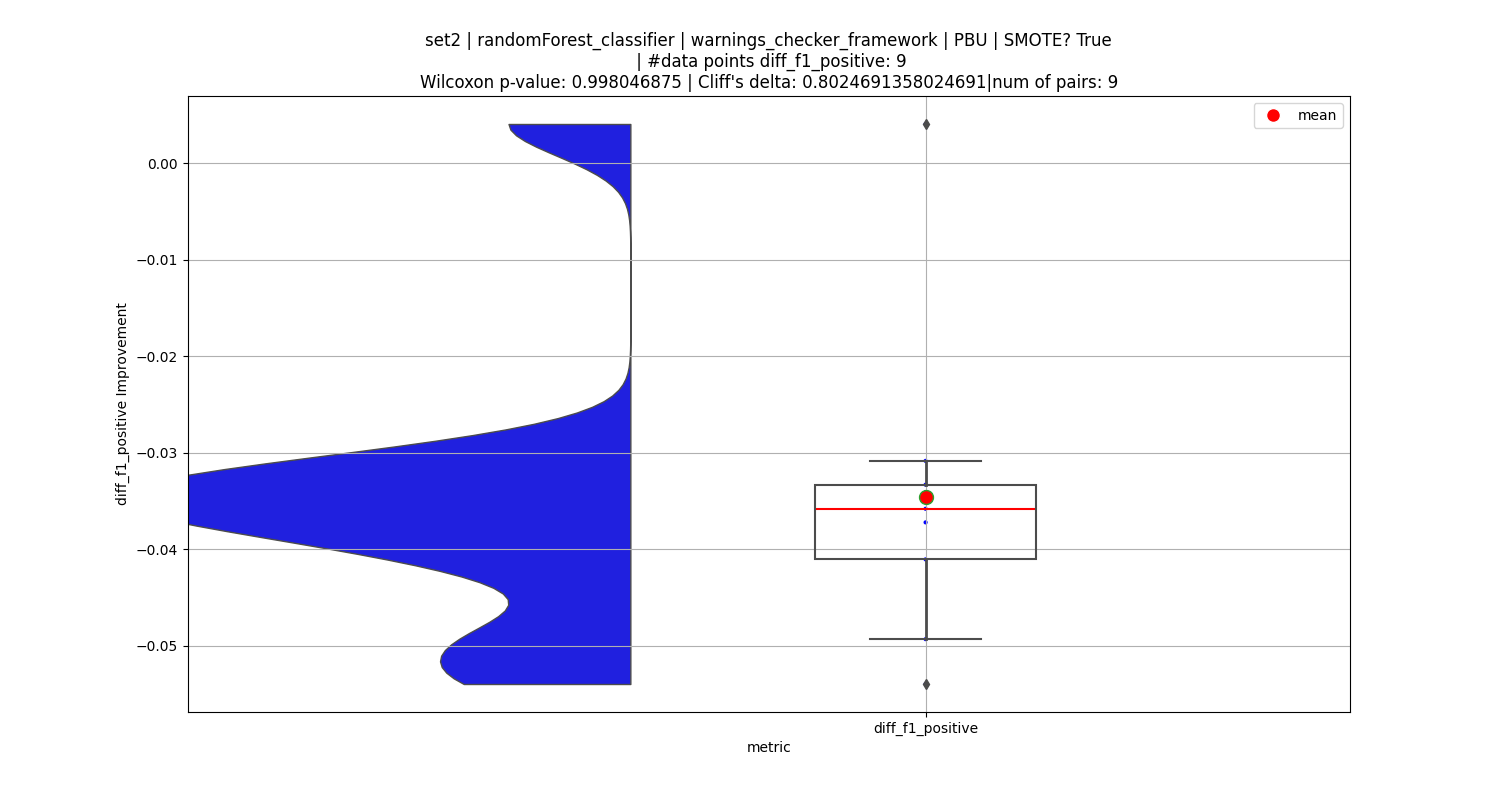 set2 | randomForest_classifier | warnings_checker_framework | PBU | SMOTE? True
| #data points diff_f1_positive: 9
Wilcoxon p-value: 0.998046875 | Cliff's delta: 0.8024691358024691|num of pairs: 9
mean
0.00
−0.01
−0.02
−0.03
−0.04
−0.05
diff_f1_positive Improvement
diff_f1_positive
metric